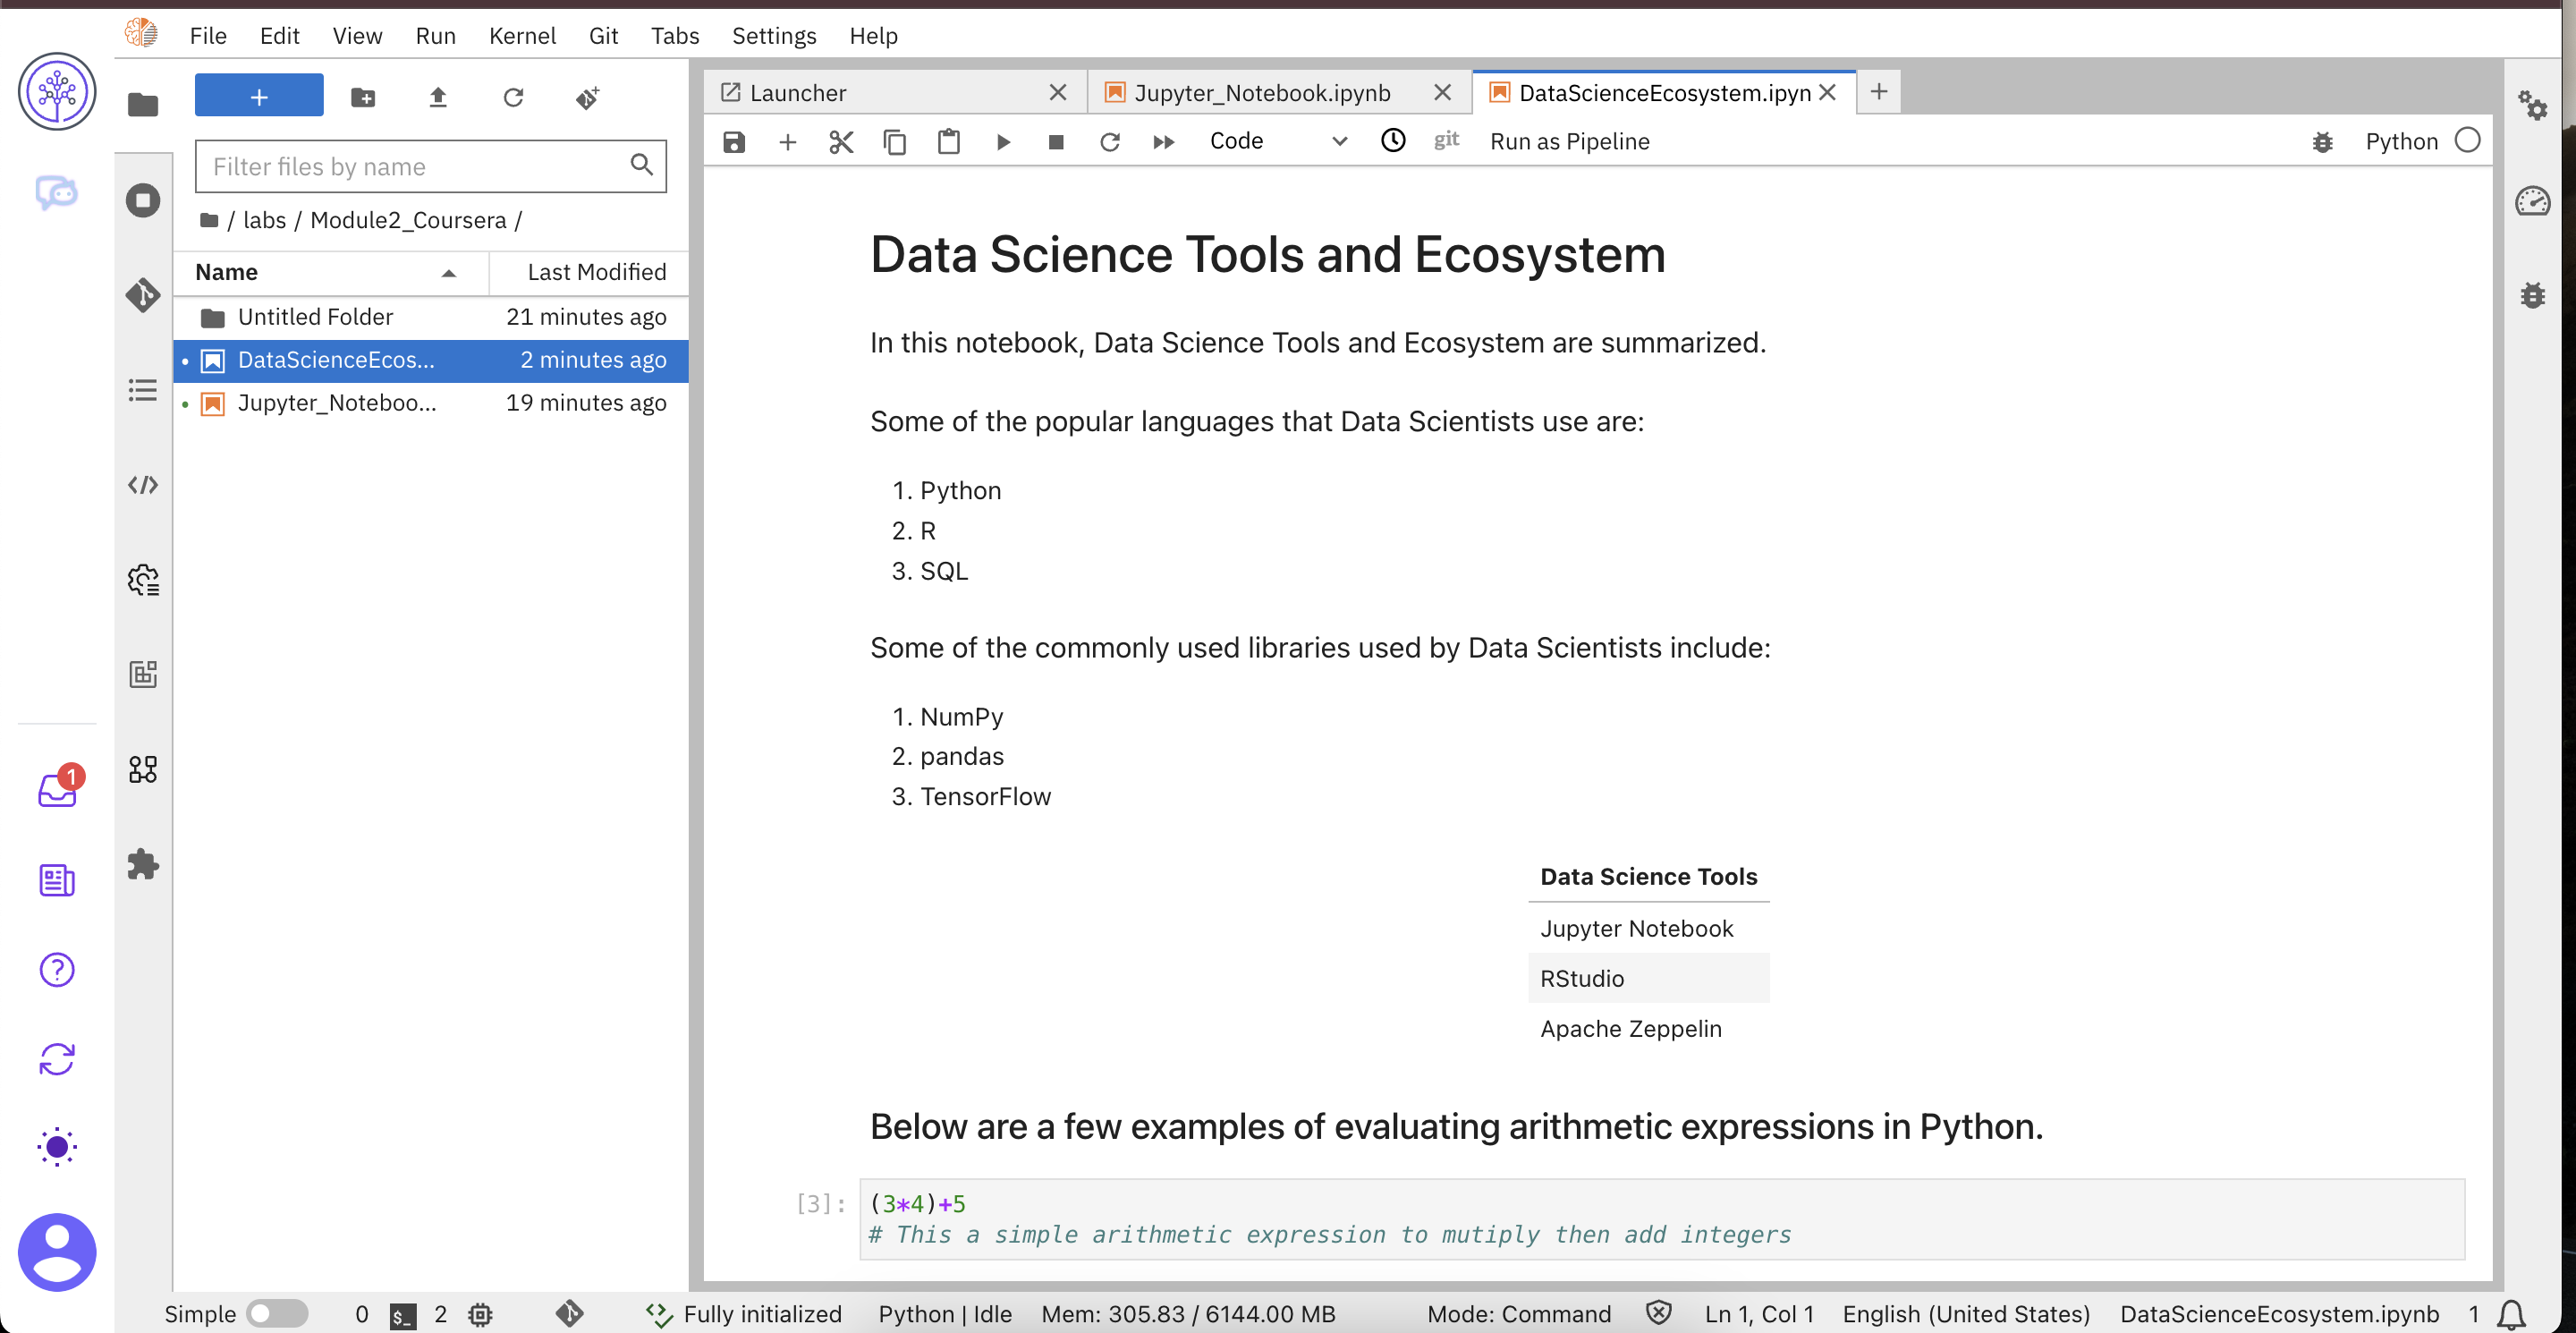 File Edit View Run Kernel Git Tabs Settings Help
Launcher
Jupyter_Notebook.ipynb
DataScienceEcosystem.ipyn
Code
git
Run as Pipeline
Python
Filter files by name
/ labs / Module2_Coursera /
Name Last Modified
Untitled Folder 21 minutes ago
DataScienceEcos... 2 minutes ago
Jupyter_Noteboo... 19 minutes ago
1
Data Science Tools and Ecosystem
In this notebook, Data Science Tools and Ecosystem are summarized.
Some of the popular languages that Data Scientists use are:
1. Python
2. R
3. SQL
Some of the commonly used libraries used by Data Scientists include:
1. NumPy
2. pandas
3. TensorFlow
Data Science Tools
Jupyter Notebook
RStudio
Apache Zeppelin
Below are a few examples of evaluating arithmetic expressions in Python.
[3]: (3*4)+5
# This a simple arithmetic expression to mutiply then add integers
Simple 0 $_ 2 Fully initialized Python | Idle Mem: 305.83 / 6144.00 MB Mode: Command Ln 1, Col 1 English (United States) DataScienceEcosystem.ipynb 1